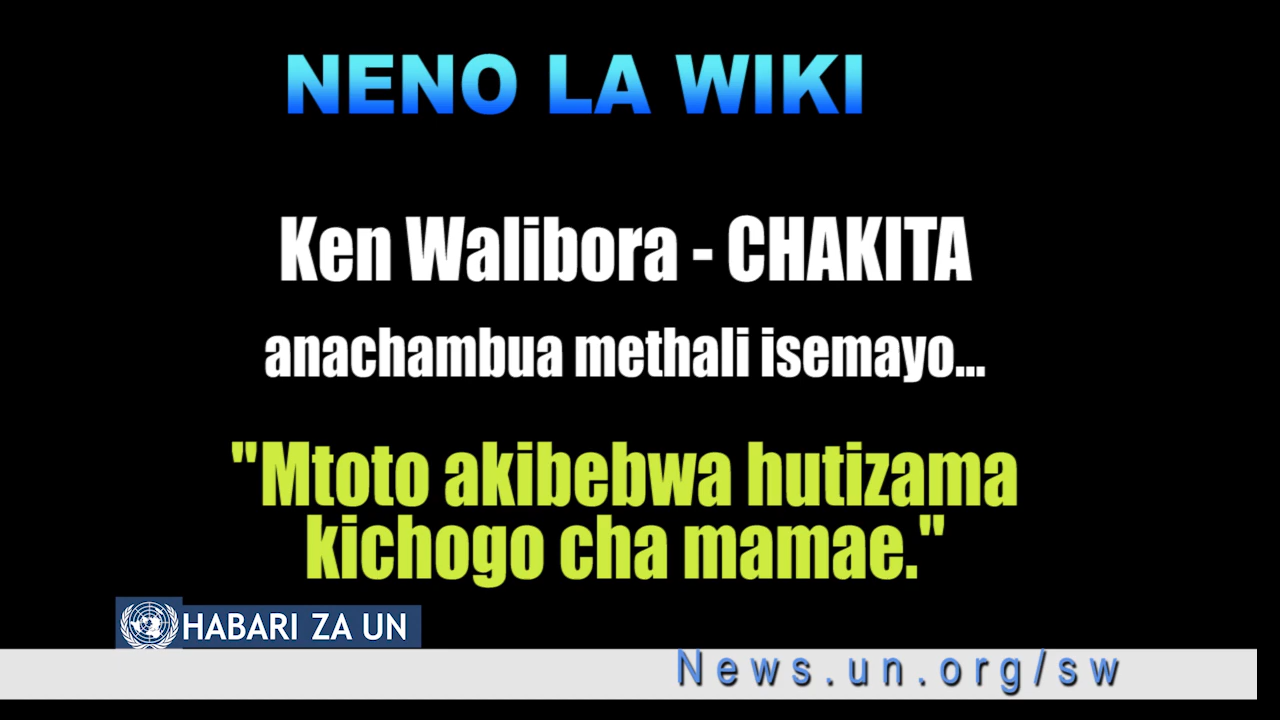 NENO LA WIKI
Ken Walibora - CHAKITA
anachambua methali isemayo...
"Mtoto akibebwa hutizama
kichogo cha mamae."
HABARI ZA UN
News.un.org/sw